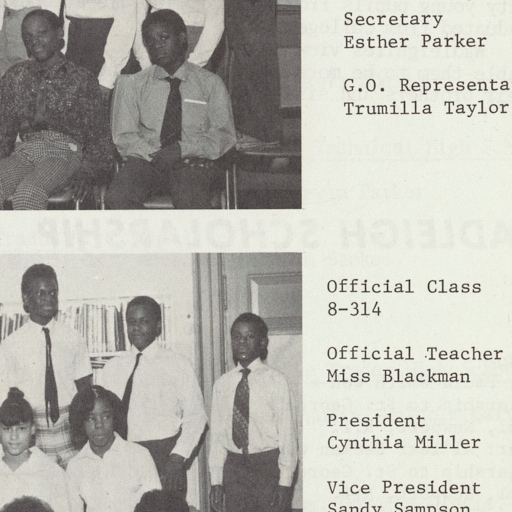 Secretary
Esther Parker
G.O. Representa
Trumilla Taylor
Official Class
8-314
Official Teacher
Miss Blackman
President
Cynthia Miller
Vice President
Sandy Sampson